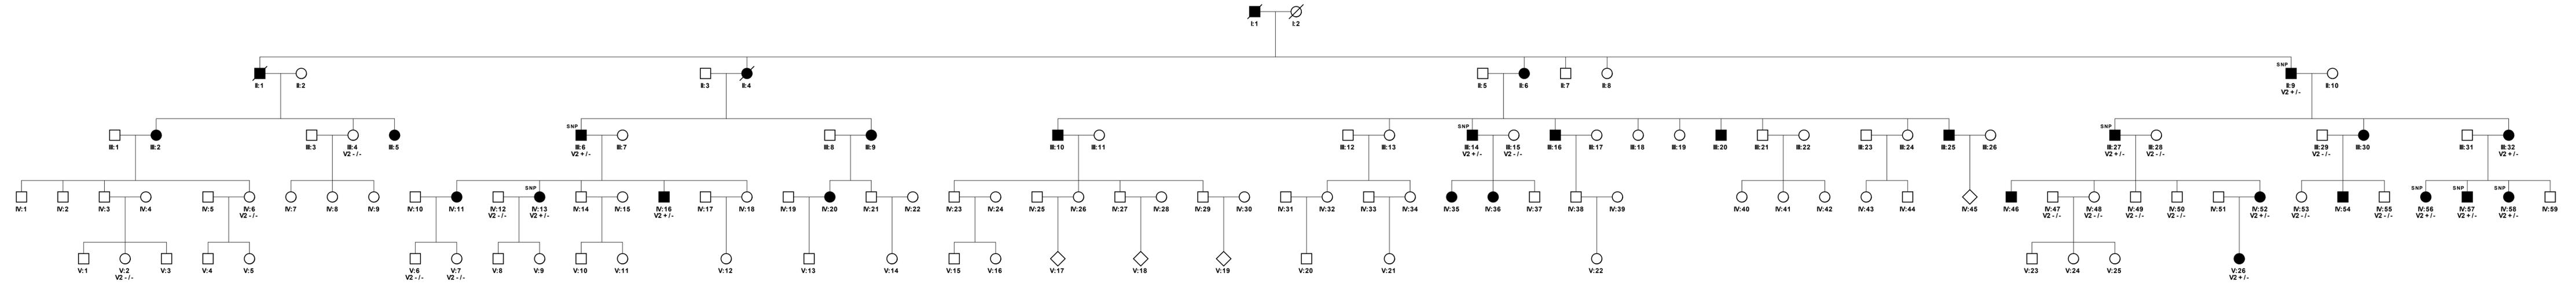 I:1 I:2
SNP
II:1 II:2 II:3 II:4 II:5 II:6 II:7 II:8 II:9 II:10
V2 +/-
SNP SNP SNP
III:1 III:2 III:3 III:4 III:5 III:6 III:7 III:8 III:9 III:10 III:11 III:12 III:13 III:14 III:15 III:16 III:17 III:18 III:19 III:20 III:21 III:22 III:23 III:24 III:25 III:26 III:27 III:28 III:29 III:30 III:31 III:32
V2 -/- V2 +/- V2 +/- V2 -/- V2 +/- V2 -/- V2 -/- V2 +/-
SNP SNP SNP SNP
IV:1 IV:2 IV:3 IV:4 IV:5 IV:6 IV:7 IV:8 IV:9 IV:10 IV:11 IV:12 IV:13 IV:14 IV:15 IV:16 IV:17 IV:18 IV:19 IV:20 IV:21 IV:22 IV:23 IV:24 IV:25 IV:26 IV:27 IV:28 IV:29 IV:30 IV:31 IV:32 IV:33 IV:34 IV:35 IV:36 IV:37 IV:38 IV:39 IV:40 IV:41 IV:42 IV:43 IV:44 IV:45 IV:46 IV:47 IV:48 IV:49 IV:50 IV:51 IV:52 IV:53 IV:54 IV:55 IV:56 IV:57 IV:58 IV:59
V2 -/- V2 -/- V2 +/- V2 +/- V2 -/- V2 -/- V2 -/- V2 -/- V2 +/- V2 -/- V2 -/- V2 +/- V2 +/- V2 +/-
V:1 V:2 V:3 V:4 V:5 V:6 V:7 V:8 V:9 V:10 V:11 V:12 V:13 V:14 V:15 V:16 V:17 V:18 V:19 V:20 V:21 V:22 V:23 V:24 V:25 V:26
V2 -/- V2 -/- V2 -/- V2 +/-